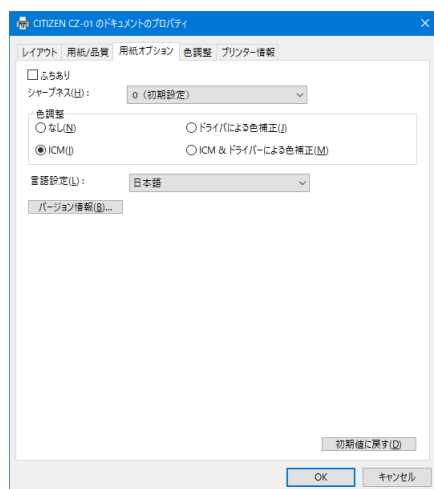 CITIZEN CZ-01 のドキュメントのプロパティ
レイアウト 用紙/品質 用紙オプション 色調整 プリンター情報
ふちあり
シャープネス(H)： 0（初期設定）
色調整
なし(N) ドライバによる色補正(J)
ICM(I) ICM & ドライバーによる色補正(M)
言語設定(L)： 日本語
バージョン情報(B)...
初期値に戻す(D)
OK キャンセル